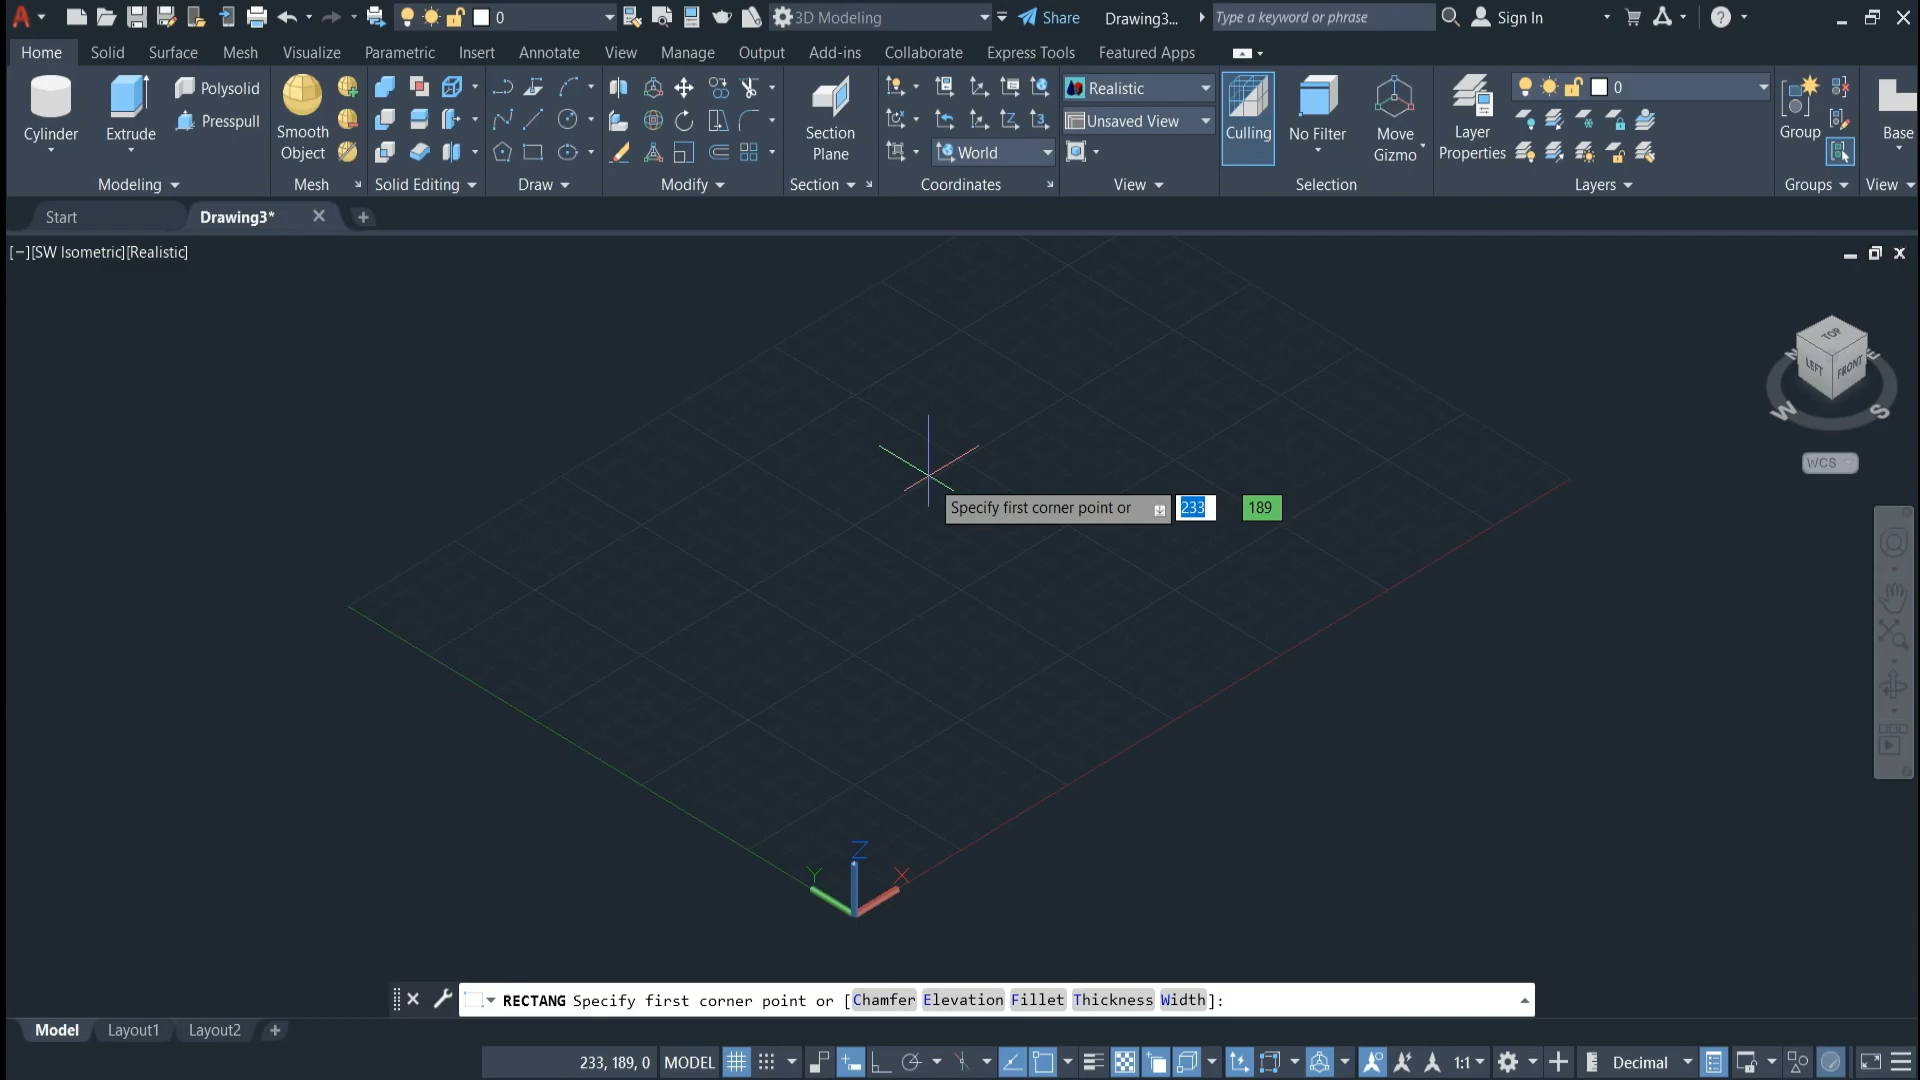 0
3D Modeling
Share
Drawing3...
Type a keyword or phrase
Sign In
Home
Solid
Surface
Mesh
Visualize
Parametric
Insert
Annotate
View
Manage
Output
Add-ins
Collaborate
Express Tools
Featured Apps
Cylinder
Extrude
Polysolid
Presspull
Smooth
Object
Section
Plane
World
Realistic
Unsaved View
Culling
No Filter
Move
Gizmo
Layer
Properties
0
Group
Base
Modeling
Mesh
Solid Editing
Draw
Modify
Section
Coordinates
View
Selection
Layers
Groups
View
Start
Drawing3*
[−][SW Isometric][Realistic]
TOP
LEFT
FRONT
N
E
W
S
WCS
Specify first corner point or
233
189
Z
Y
X
RECTANG Specify first corner point or [Chamfer Elevation Fillet Thickness Width]:
Model
Layout1
Layout2
233, 189, 0
MODEL
1:1
Decimal